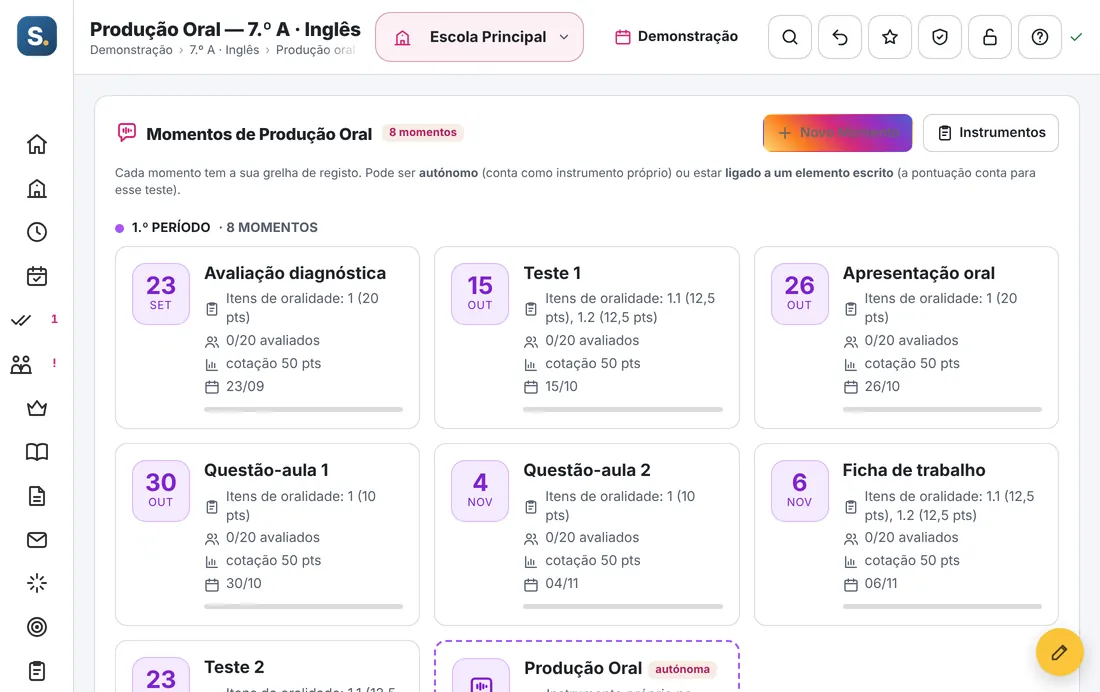 S.
Produção Oral — 7.º A · Inglês
Demonstração › 7.º A · Inglês › Produção oral
Escola Principal
Demonstração
1
!
Momentos de Produção Oral
8 momentos
+ Novo Momento
Instrumentos
Cada momento tem a sua grelha de registo. Pode ser autónomo (conta como instrumento próprio) ou estar ligado a um elemento escrito (a pontuação conta para
esse teste).
1.º PERÍODO · 8 MOMENTOS
23
SET
Avaliação diagnóstica
Itens de oralidade: 1 (20
pts)
0/20 avaliados
cotação 50 pts
23/09
15
OUT
Teste 1
Itens de oralidade: 1.1 (12,5
pts), 1.2 (12,5 pts)
0/20 avaliados
cotação 50 pts
15/10
26
OUT
Apresentação oral
Itens de oralidade: 1 (20
pts)
0/20 avaliados
cotação 50 pts
26/10
30
OUT
Questão-aula 1
Itens de oralidade: 1 (10
pts)
0/20 avaliados
cotação 50 pts
30/10
4
NOV
Questão-aula 2
Itens de oralidade: 1 (10
pts)
0/20 avaliados
cotação 50 pts
04/11
6
NOV
Ficha de trabalho
Itens de oralidade: 1.1 (12,5
pts), 1.2 (12,5 pts)
0/20 avaliados
cotação 50 pts
06/11
23
Teste 2
Itens de oralidade: 1.1 (12,5
Produção Oral
autónoma